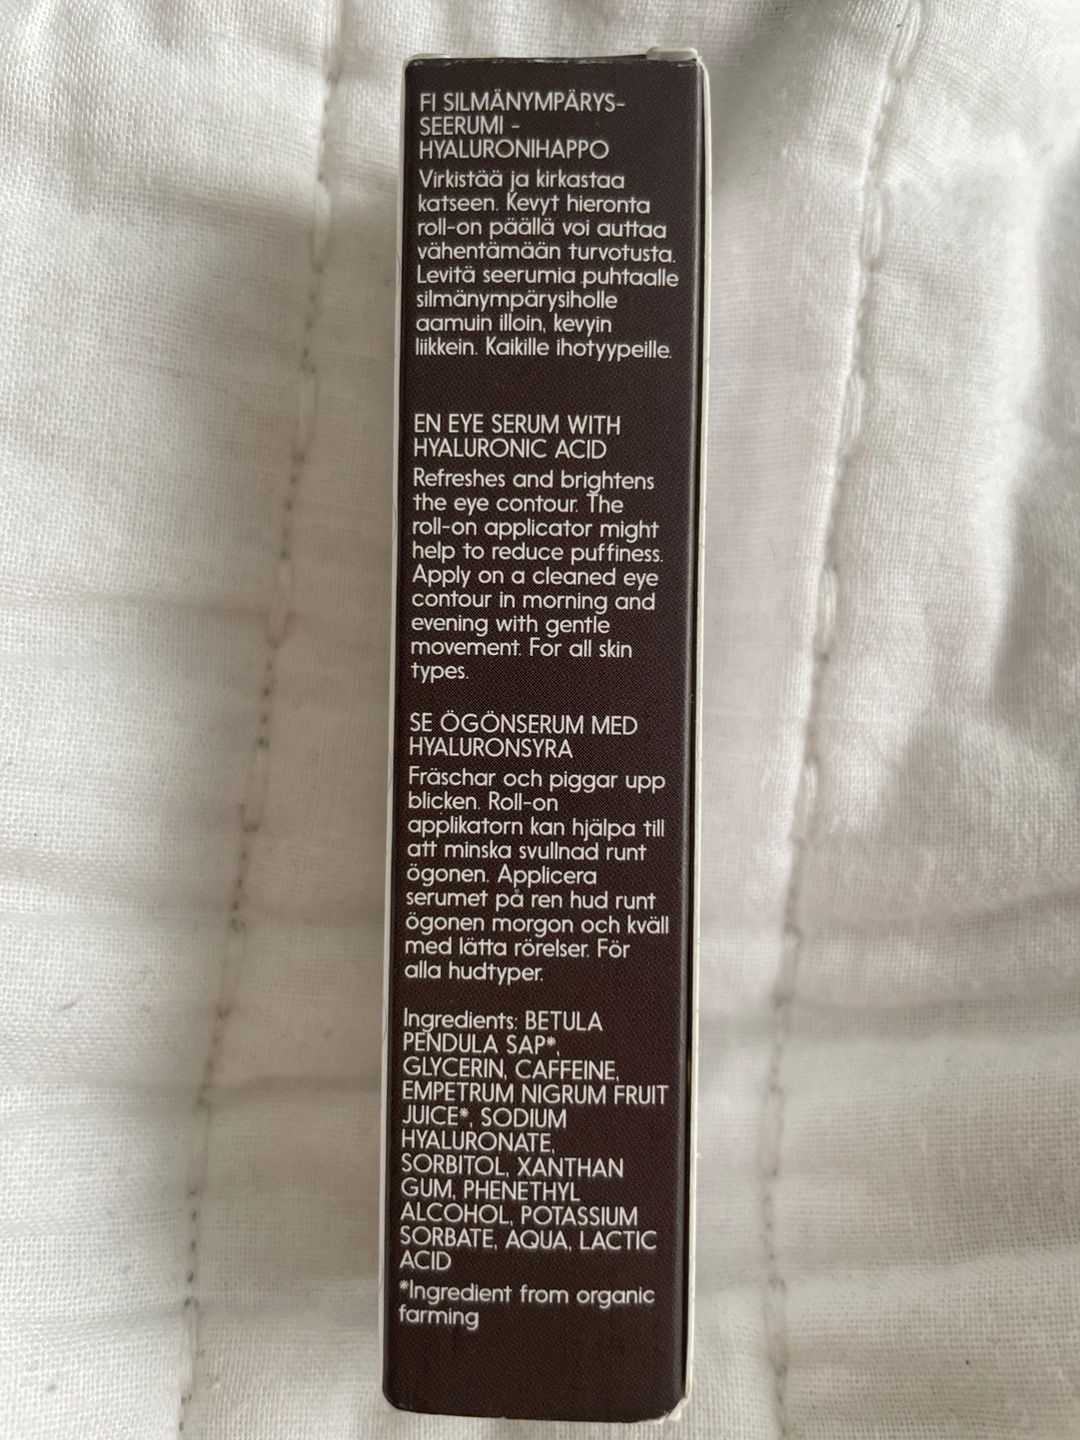 FI SILMÄNYMPÄRYS-
SEERUMI -
HYALURONIHAPPO
Virkistää ja kirkastaa
katseen. Kevyt hieronta
roll-on päällä voi auttaa
vähentämään turvotusta.
Levitä seerumia puhtaalle
silmänympärysiholle
aamuin illoin, kevyin
liikkein. Kaikille ihotyypeille.
EN EYE SERUM WITH
HYALURONIC ACID
Refreshes and brightens
the eye contour. The
roll-on applicator might
help to reduce puffiness.
Apply on a cleaned eye
contour in morning and
evening with gentle
movement. For all skin
types.
SE ÖGONSERUM MED
HYALURONSYRA
Fräschar och piggar upp
blicken. Roll-on
applikatorn kan hjälpa till
att minska svullnad runt
ögonen. Applicera
serumet på ren hud runt
ögonen morgon och kväll
med lätta rörelser. För
alla hudtyper.
Ingredients: BETULA
PENDULA SAP*,
GLYCERIN, CAFFEINE,
EMPETRUM NIGRUM FRUIT
JUICE*, SODIUM
HYALURONATE,
SORBITOL, XANTHAN
GUM, PHENETHYL
ALCOHOL, POTASSIUM
SORBATE, AQUA, LACTIC
ACID
*Ingredient from organic
farming